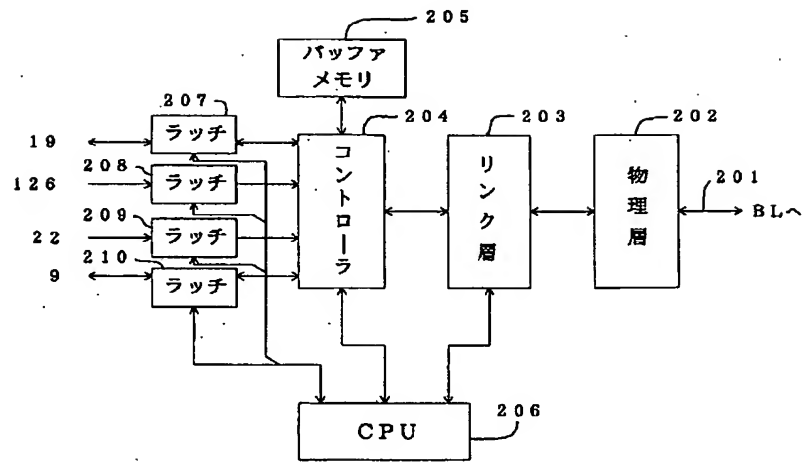 205
バッファ
メモリ
207
204
203
202
19
ラッチ
208
126
ラッチ
209
22
ラッチ
210
9
ラッチ
コントローラ
リンク層
物理層
201
BLへ
CPU
206